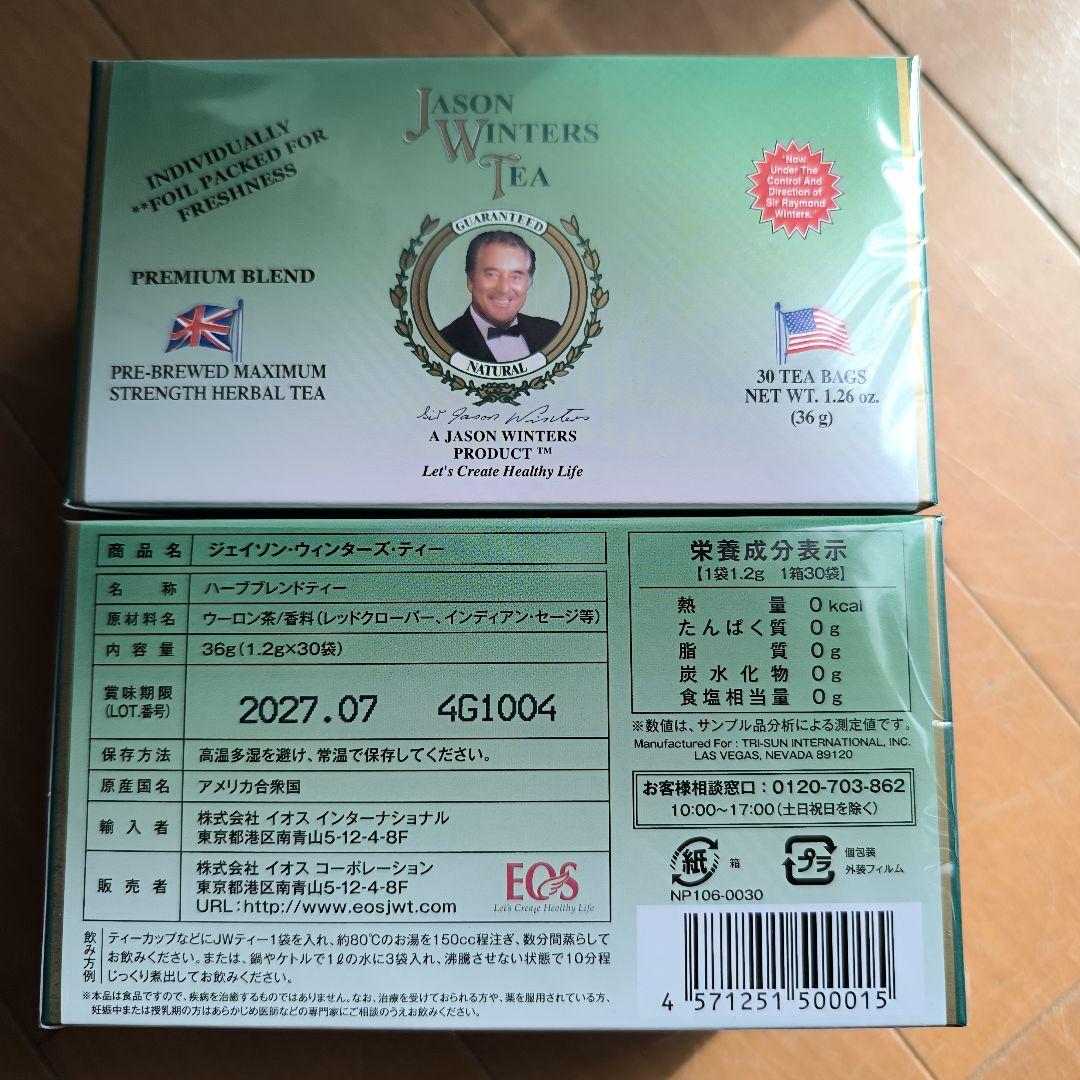 INDIVIDUALLY
**FOIL PACKED FOR
FRESHNESS
JASON
WINTERS
TEA
"Now
Under The
Control And
Direction of
Sir Raymond
Winters."
GUARANTEED
NATURAL
PREMIUM BLEND
PRE-BREWED MAXIMUM
STRENGTH HERBAL TEA
30 TEA BAGS
NET WT. 1.26 oz.
(36 g)
Sir Jason Winters
A JASON WINTERS
PRODUCT ™
Let's Create Healthy Life
商品名 ジェイソン・ウィンターズ・ティー
名称 ハーブブレンドティー
原材料名 ウーロン茶/香料(レッドクローバー、インディアン・セージ等)
内容量 36g(1.2g×30袋)
賞味期限
(LOT.番号) 2027.07 4G1004
保存方法 高温多湿を避け、常温で保存してください。
原産国名 アメリカ合衆国
輸入者 株式会社 イオス インターナショナル
東京都港区南青山5-12-4-8F
販売者 株式会社 イオス コーポレーション
東京都港区南青山5-12-4-8F
URL:http://www.eosjwt.com
EOS
Let's Create Healthy Life
飲み方例
ティーカップなどにJWティー1袋を入れ、約80℃のお湯を150cc程注ぎ、数分間蒸らして
お飲みください。または、鍋やケトルで1ℓの水に3袋入れ、沸騰させない状態で10分程
じっくり煮出してお飲みください。
※本品は食品ですので、疾病を治癒するものではありません。なお、治療を受けておられる方や、薬を服用されている方、
妊娠中または授乳期の方はあらかじめ医師などの専門家にご相談のうえお飲みください。
栄養成分表示
【1袋1.2g 1箱30袋】
熱量 0kcal
たんぱく質 0g
脂質 0g
炭水化物 0g
食塩相当量 0g
※数値は、サンプル品分析による測定値です。
Manufactured For : TRI-SUN INTERNATIONAL, INC.
LAS VEGAS, NEVADA 89120
お客様相談窓口:0120-703-862
10:00〜17:00(土日祝日を除く)
紙 箱
プラ 個包装
外装フィルム
NP106-0030
4 571251 500015